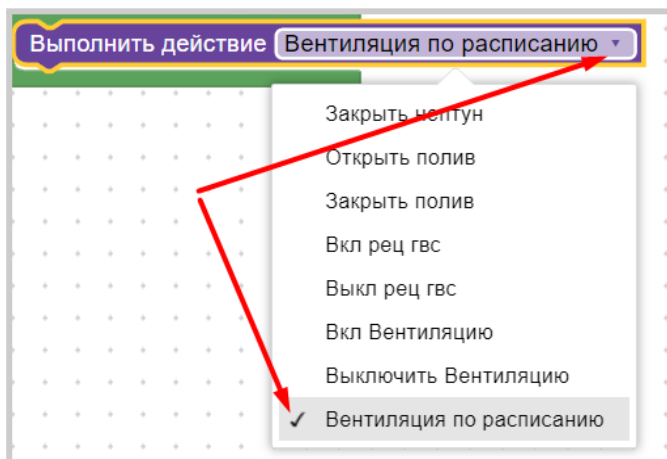 Выполнить действие Вентиляция по расписанию
Закрыть нептун
Открыть полив
Закрыть полив
Вкл рец гвс
Выкл рец гвс
Вкл Вентиляцию
Выключить Вентиляцию
Вентиляция по расписанию